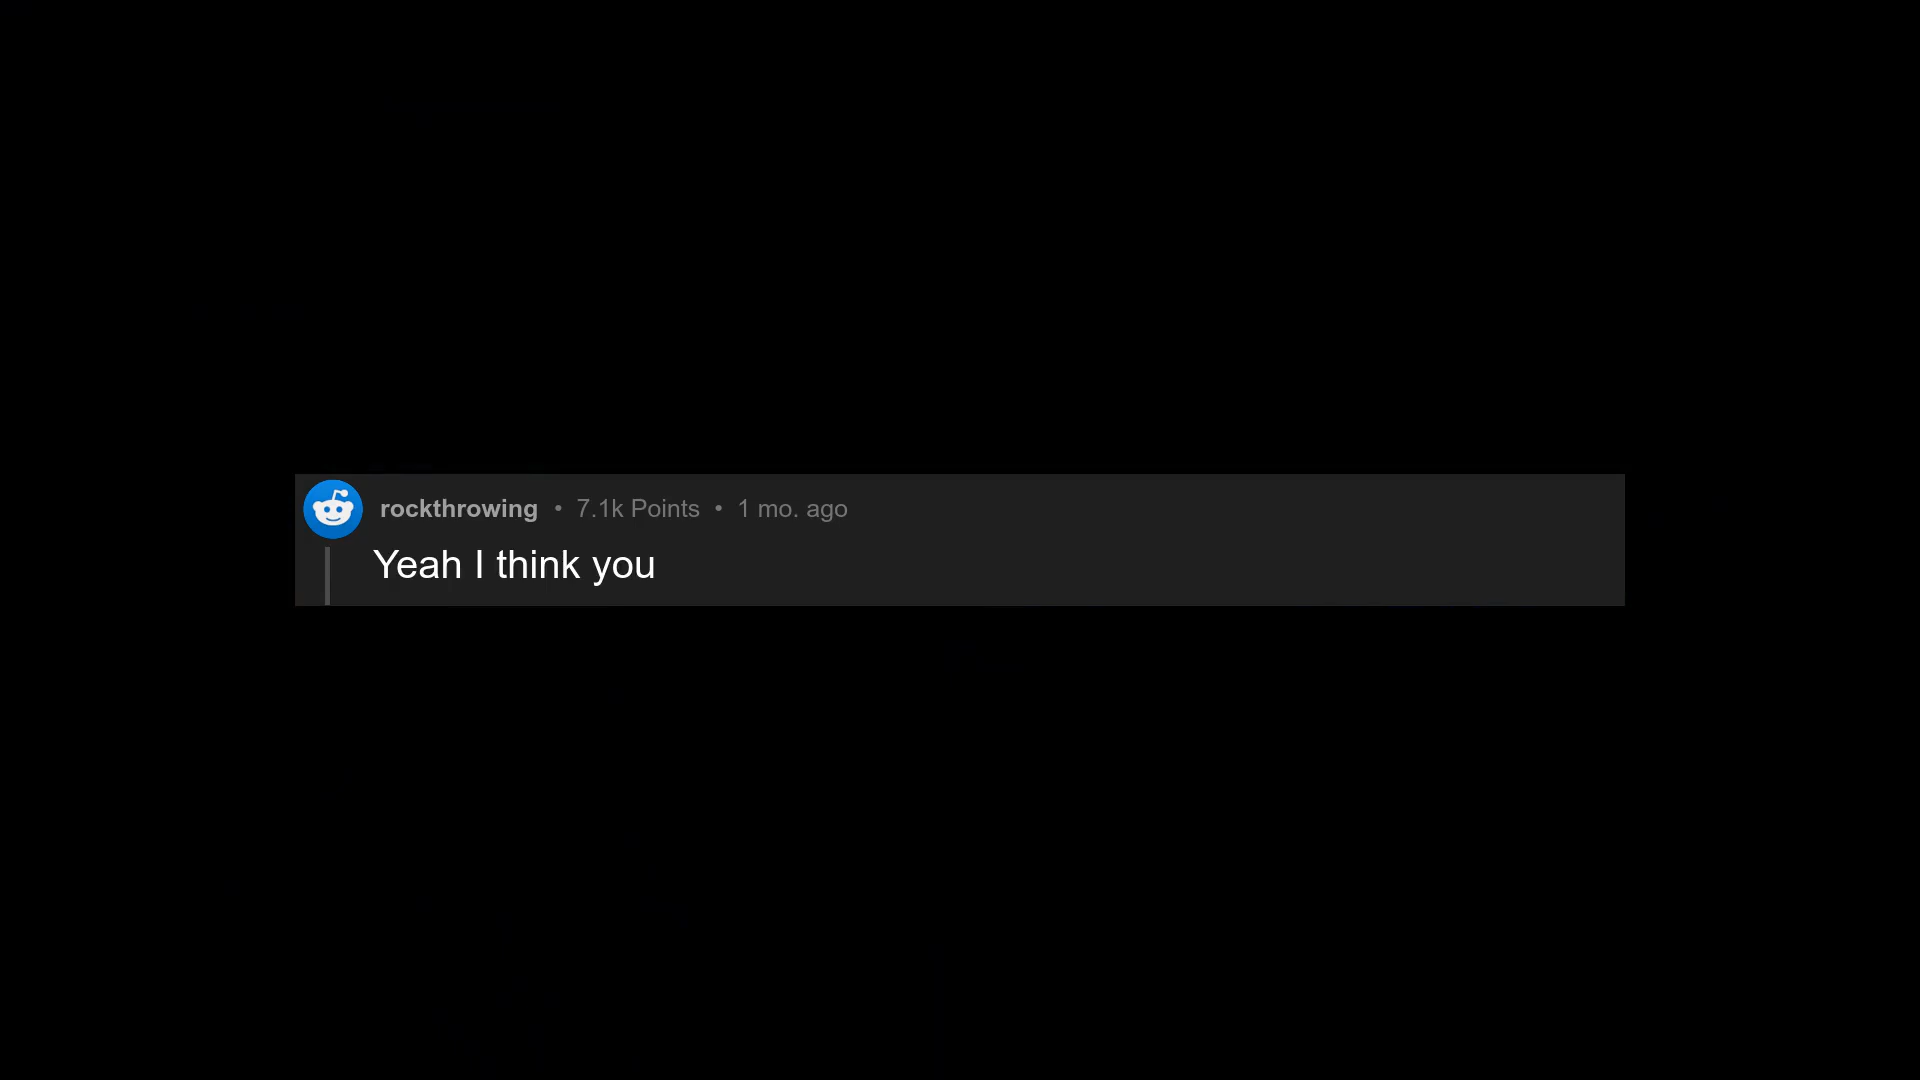 rockthrowing • 7.1k Points • 1 mo. ago
Yeah I think you